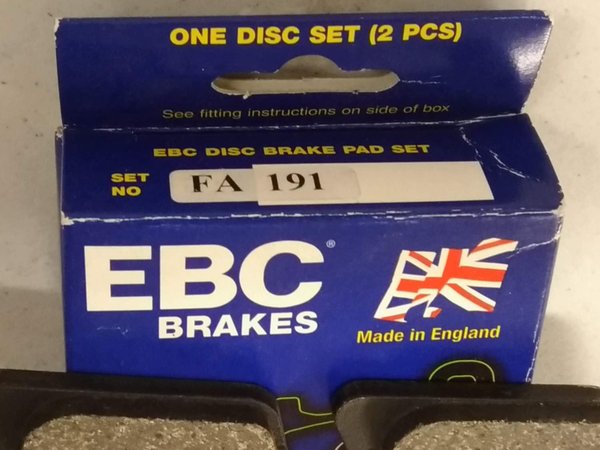 ONE DISC SET (2 PCS)
See fitting instructions on side of box
EBC DISC BRAKE PAD SET
SET NO FA 191
EBC®
BRAKES
Made in England